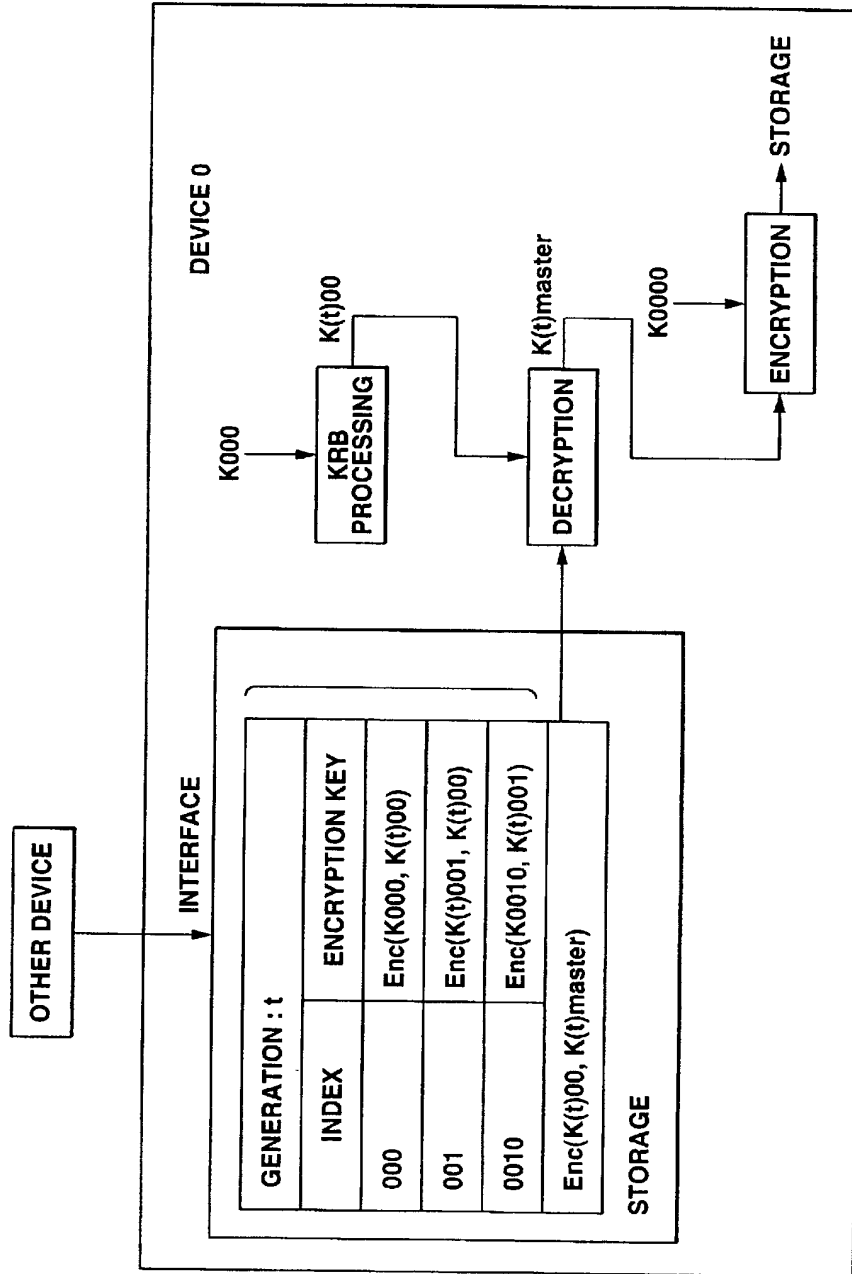 OTHER DEVICE
INTERFACE
DEVICE 0
GENERATION : t
INDEX ENCRYPTION KEY
000 Enc(K000, K(t)00)
001 Enc(K(t)001, K(t)00)
0010 Enc(K0010, K(t)001)
Enc(K(t)00, K(t)master)
STORAGE
K000
KRB
PROCESSING
K(t)00
DECRYPTION
K(t)master
K0000
ENCRYPTION
STORAGE